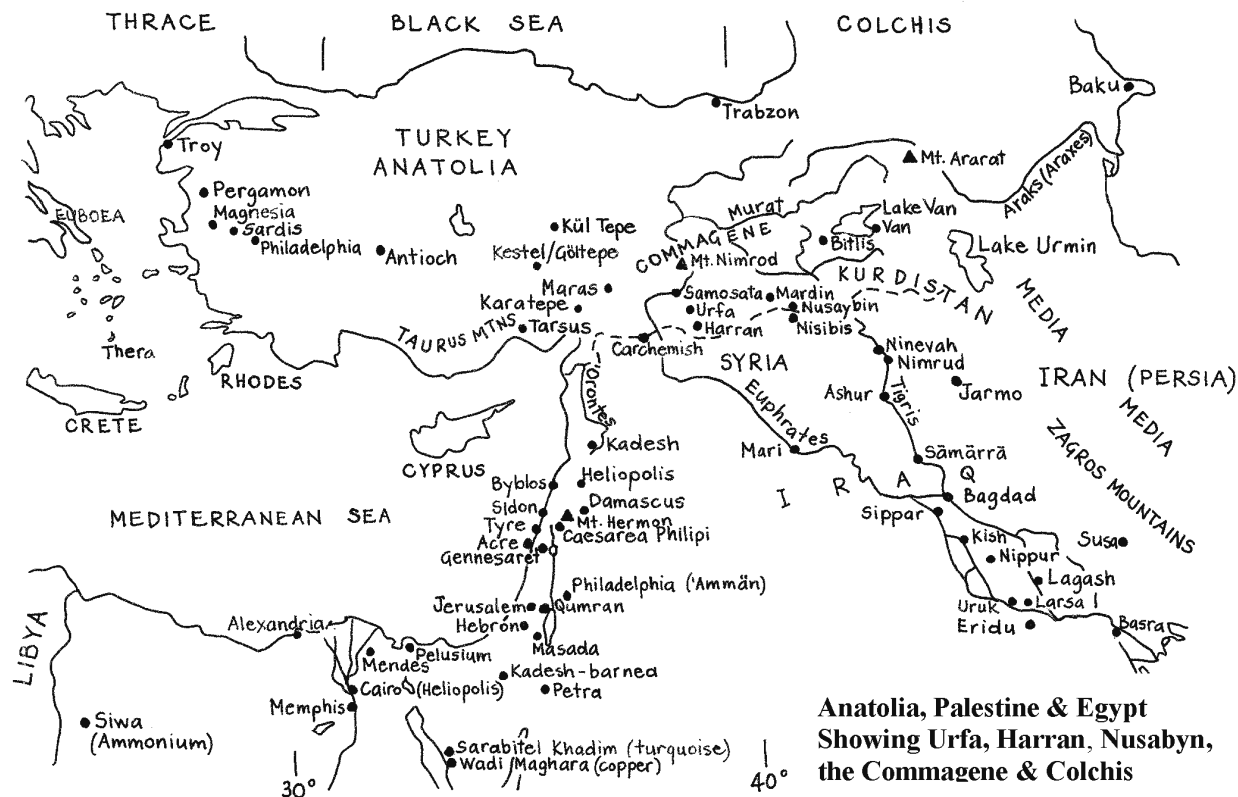 THRACE
BLACK SEA
COLCHIS
Baku
Trabzon
Troy
TURKEY
ANATOLIA
Mt. Ararat
Araks (Araxes)
Pergamon
EUBOEA
Magnesia
Sardis
Philadelphia
Antioch
Kül Tepe
Kestel/Göltepe
Murat
Lake Van
Van
Bitlis
COMMAGENE
Mt. Nimrod
Lake Urmin
KURDISTAN
MEDIA
Maras
Karatepe
Tarsus
TAURUS MTNS
Samosata
Mardin
Urfa
Nusaybin
Harran
Nisibis
Carchemish
Thera
RHODES
CRETE
SYRIA
Ninevah
Nimrud
Ashur
Tigris
Jarmo
IRAN (PERSIA)
MEDIA
ZAGROS MOUNTAINS
Orontes
Euphrates
CYPRUS
Kadesh
Mari
Sāmärrā
IRAQ
Bagdad
Byblos
Heliopolis
Sidon
Damascus
MEDITERRANEAN SEA
Tyre
Mt. Hermon
Caesarea Philipi
Acre
Gennesaret
Sippar
Kish
Nippur
Susa
Lagash
Philadelphia ('Ammän)
Jerusalem
Qumran
Uruk
Larsa
Hebron
Eridu
Basra
Masada
LIBYA
Alexandria
Mendes
Pelusium
Kadesh-barnea
Cairo (Heliopolis)
Petra
Memphis
Siwa
(Ammonium)
Sarabitel Khadim (turquoise)
Wadi Maghara (copper)
30°
40°
Anatolia, Palestine & Egypt
Showing Urfa, Harran, Nusabyn,
the Commagene & Colchis